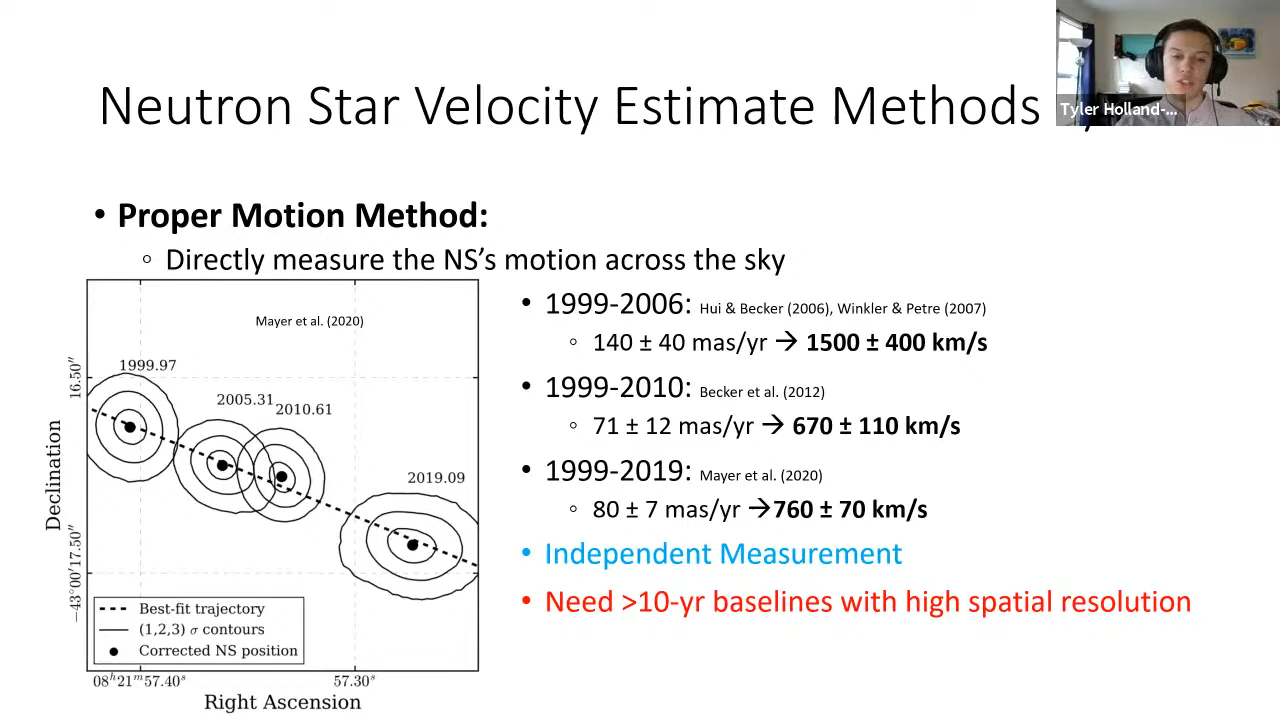 Neutron Star Velocity Estimate Methods
Tyler Holland-...
• Proper Motion Method:
◦ Directly measure the NS’s motion across the sky
Mayer et al. (2020)
1999.97
2005.31
2010.61
2019.09
16.50″
−43°00′17.50″
Declination
Best-fit trajectory
(1,2,3) σ contours
Corrected NS position
08ʰ21ᵐ57.40ˢ
57.30ˢ
Right Ascension
• 1999-2006: Hui & Becker (2006), Winkler & Petre (2007)
◦ 140 ± 40 mas/yr → 1500 ± 400 km/s
• 1999-2010: Becker et al. (2012)
◦ 71 ± 12 mas/yr → 670 ± 110 km/s
• 1999-2019: Mayer et al. (2020)
◦ 80 ± 7 mas/yr →760 ± 70 km/s
• Independent Measurement
• Need >10-yr baselines with high spatial resolution